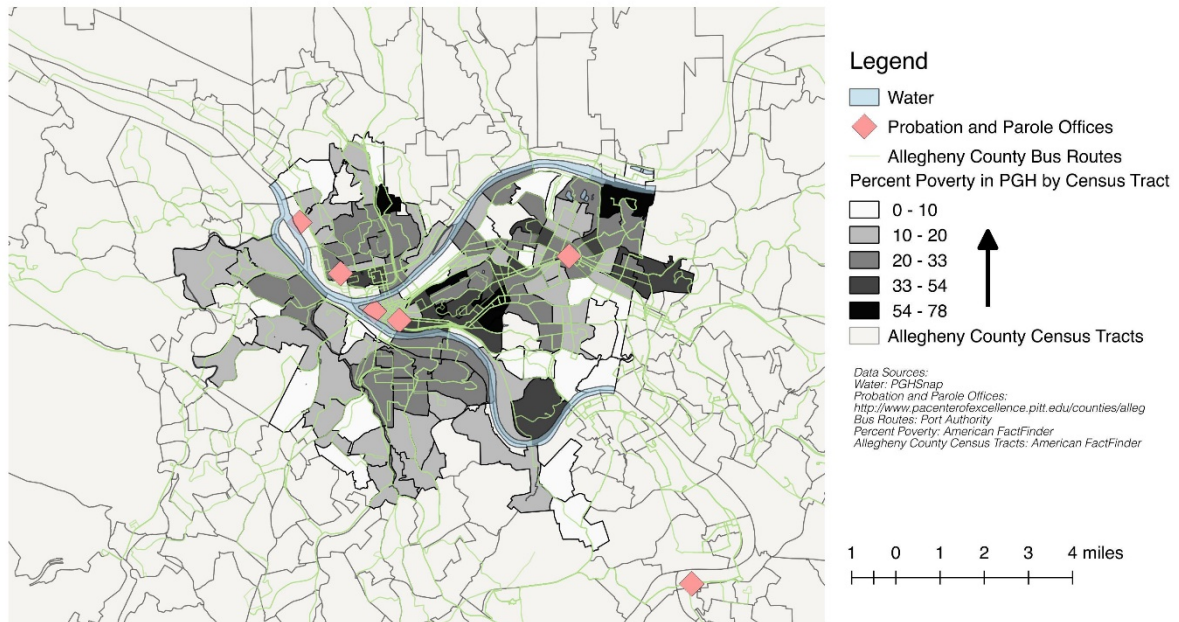 Legend
Water
Probation and Parole Offices
Allegheny County Bus Routes
Percent Poverty in PGH by Census Tract
0 - 10
10 - 20
20 - 33
33 - 54
54 - 78
Allegheny County Census Tracts
Data Sources:
Water: PGHSnap
Probation and Parole Offices:
http://www.pacenterofexcellence.pitt.edu/counties/alleg
Bus Routes: Port Authority
Percent Poverty: American FactFinder
Allegheny County Census Tracts: American FactFinder
1 0 1 2 3 4 miles